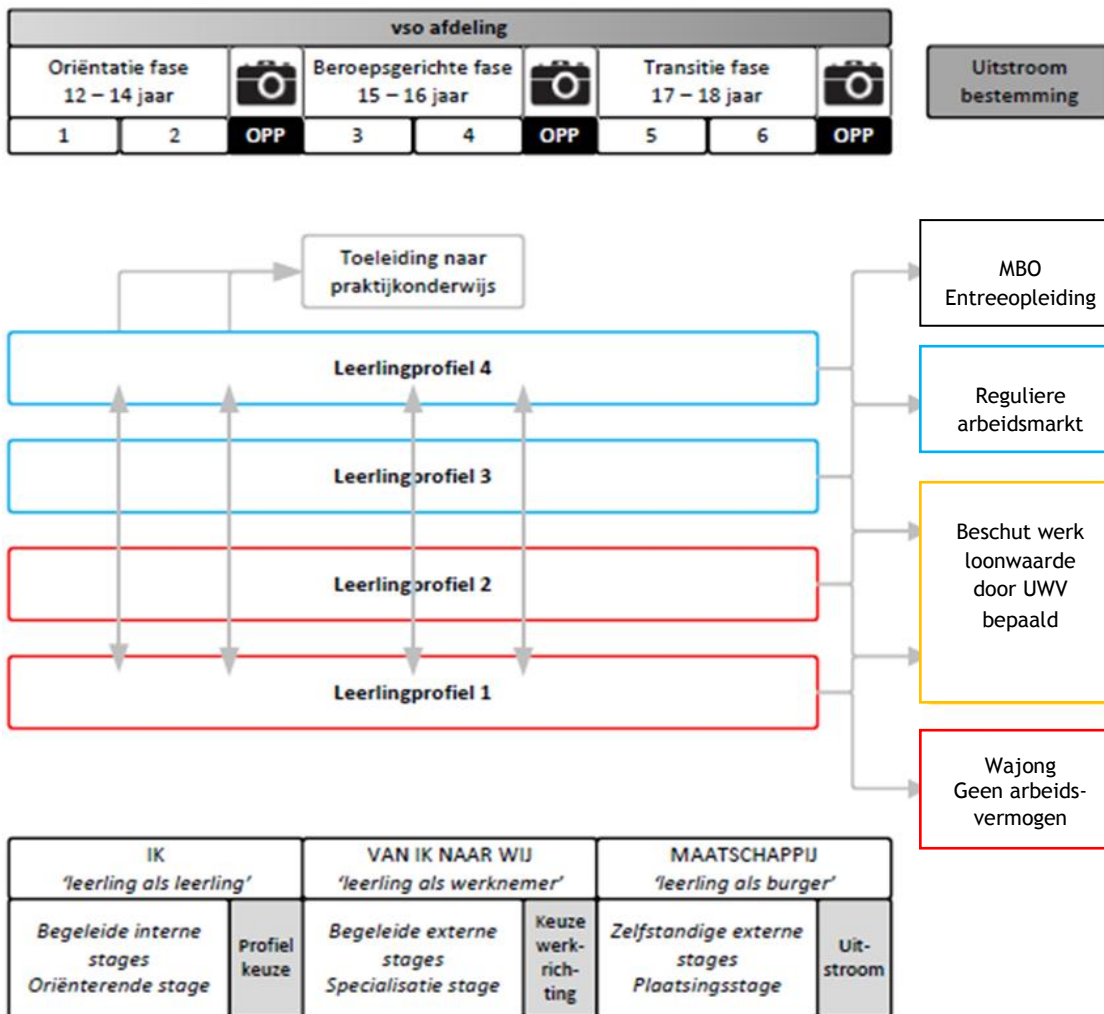 vso afdeling
Oriëntatie fase
12 – 14 jaar
Beroepsgerichte fase
15 – 16 jaar
Transitie fase
17 – 18 jaar
Uitstroom
bestemming
1
2
OPP
3
4
OPP
5
6
OPP
Toeleiding naar
praktijkonderwijs
MBO
Entreeopleiding
Leerlingprofiel 4
Reguliere
arbeidsmarkt
Leerlingprofiel 3
Beschut werk
loonwaarde
door UWV
bepaald
Leerlingprofiel 2
Leerlingprofiel 1
Wajong
Geen arbeids-
vermogen
IK
'leerling als leerling'
VAN IK NAAR WIJ
'leerling als werknemer'
MAATSCHAPPIJ
'leerling als burger'
Begeleide interne
stages
Oriënterende stage
Profiel
keuze
Begeleide externe
stages
Specialisatie stage
Keuze
werk-
rich-
ting
Zelfstandige externe
stages
Plaatsingsstage
Uit-
stroom